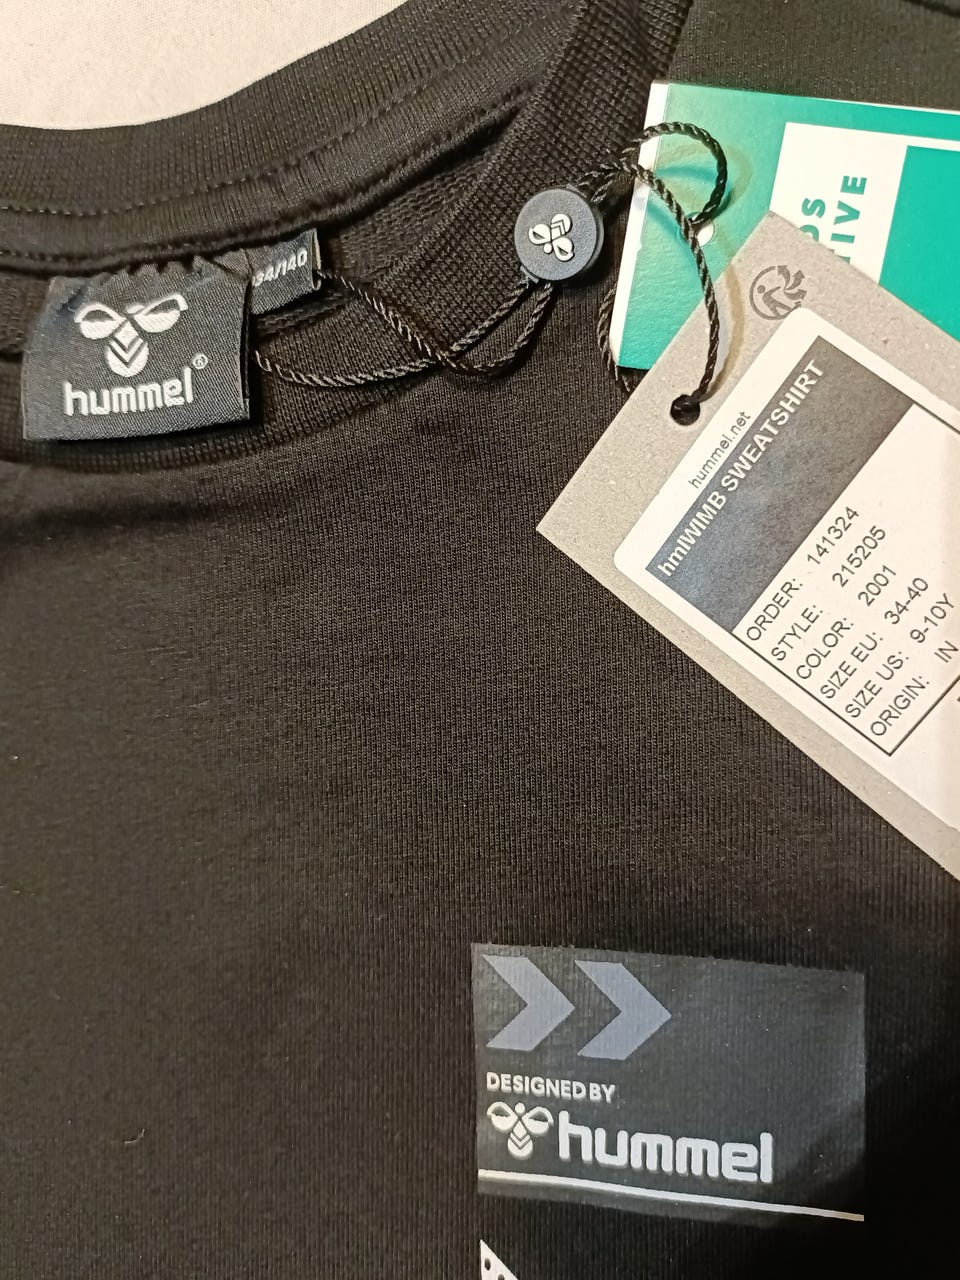 34/140
hummel®
hummel.net
hmlWIMB SWEATSHIRT
ORDER: 141324
STYLE: 215205
COLOR: 2001
SIZE EU: 34-40
SIZE US: 9-10Y
ORIGIN: IN
DESIGNED BY
hummel